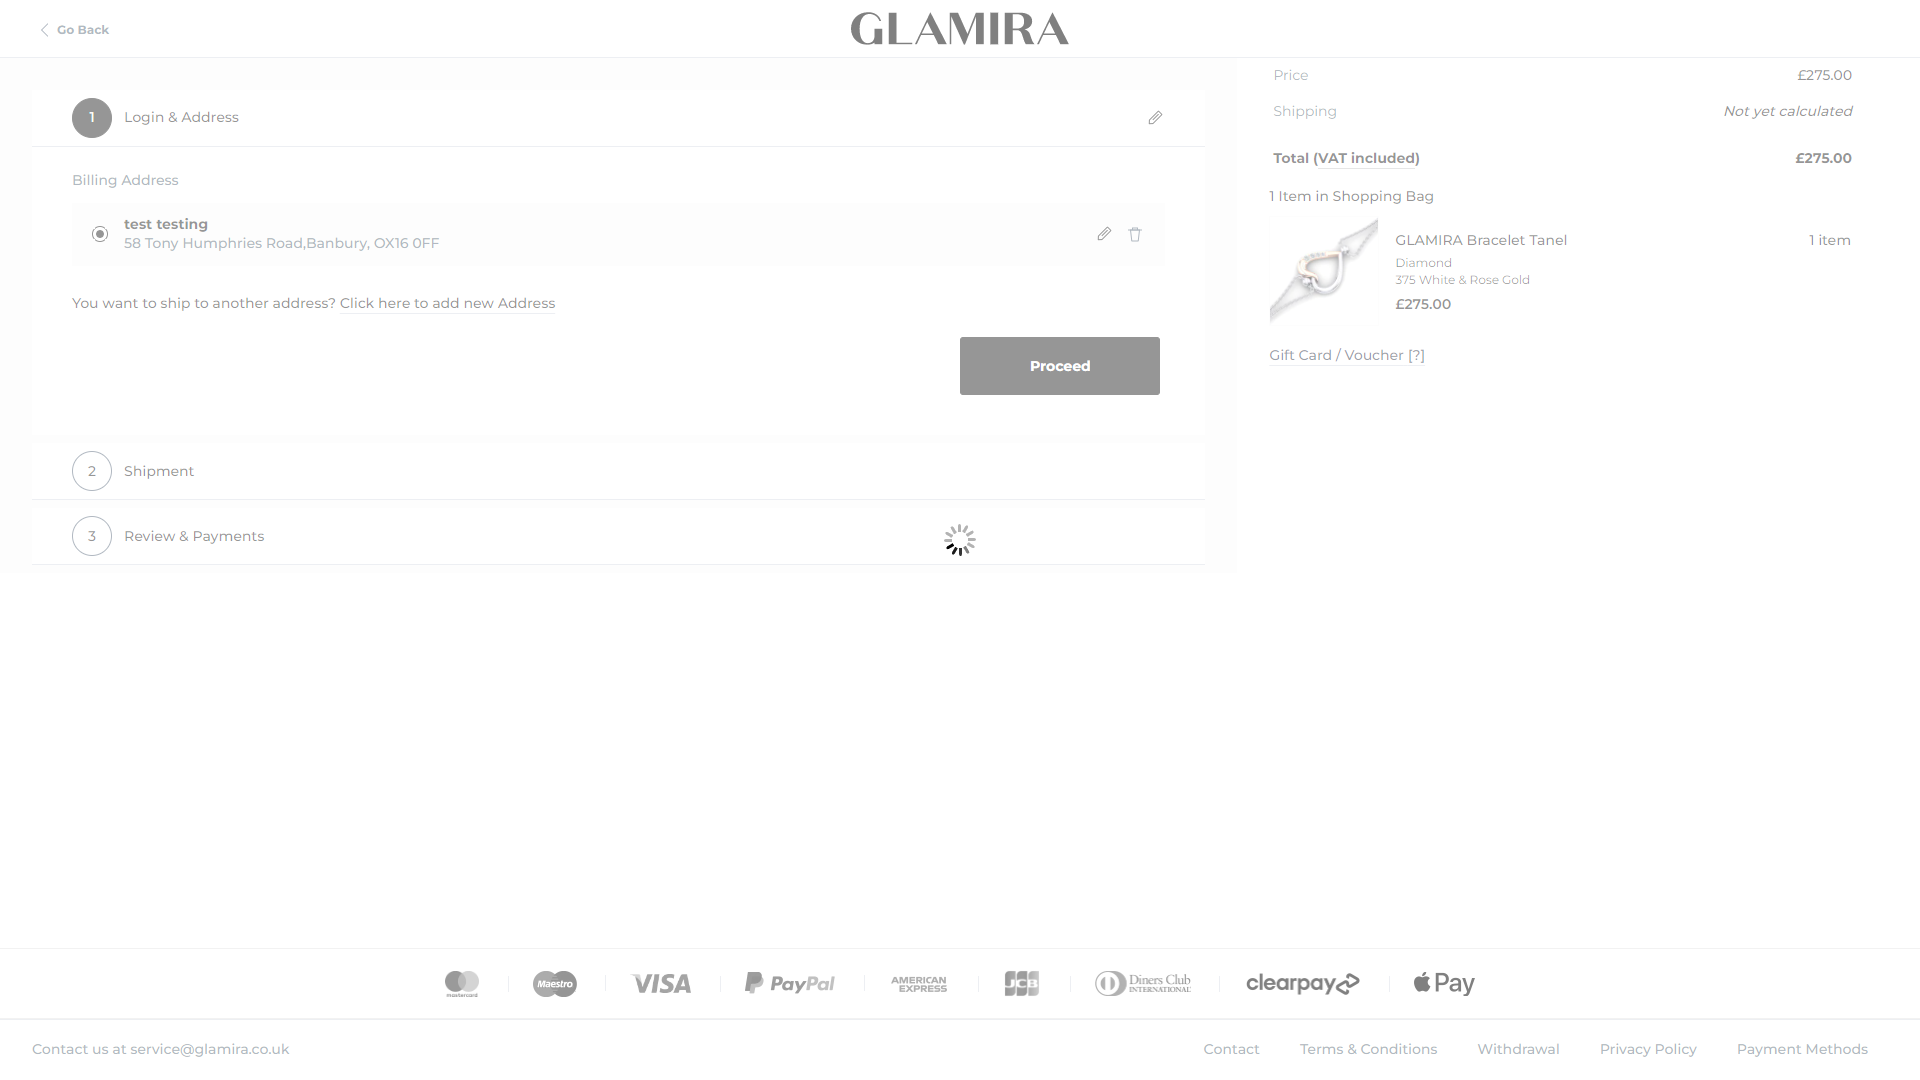 Go Back
GLAMIRA
1 Login & Address
Billing Address
test testing
58 Tony Humphries Road,Banbury, OX16 0FF
You want to ship to another address? Click here to add new Address
Proceed
2 Shipment
3 Review & Payments
Price £275.00
Shipping Not yet calculated
Total (VAT included) £275.00
1 Item in Shopping Bag
GLAMIRA Bracelet Tanel 1 item
Diamond
375 White & Rose Gold
£275.00
Gift Card / Voucher [?]
mastercard
Maestro
VISA
PayPal
AMERICAN
EXPRESS
JCB
Diners Club
INTERNATIONAL
clearpay
Pay
Contact us at service@glamira.co.uk
Contact Terms & Conditions Withdrawal Privacy Policy Payment Methods